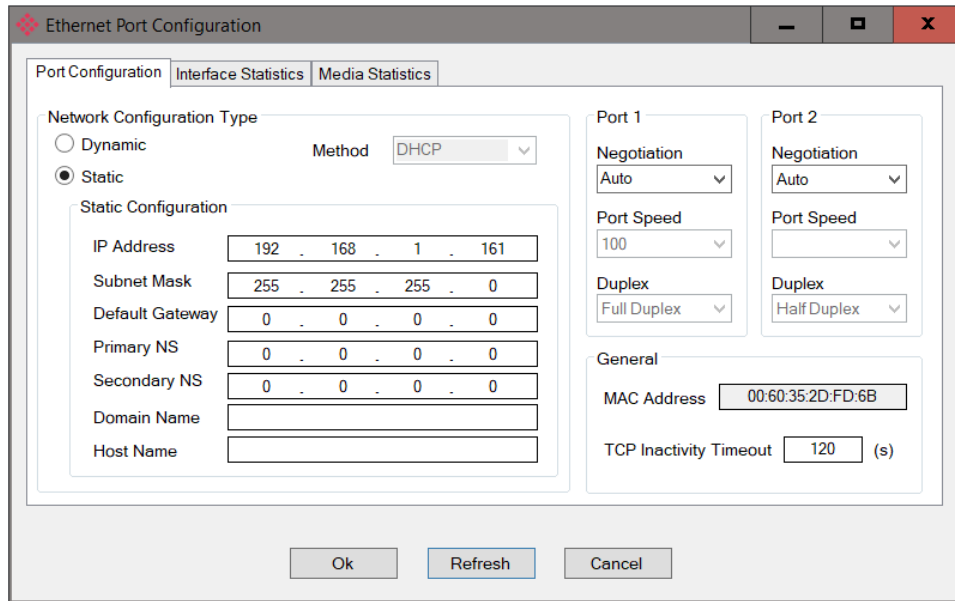 Ethernet Port Configuration
Port Configuration
Interface Statistics
Media Statistics
Network Configuration Type
Dynamic
Method
DHCP
Static
Static Configuration
IP Address 192 . 168 . 1 . 161
Subnet Mask 255 . 255 . 255 . 0
Default Gateway 0 . 0 . 0 . 0
Primary NS 0 . 0 . 0 . 0
Secondary NS 0 . 0 . 0 . 0
Domain Name
Host Name
Port 1
Negotiation
Auto
Port Speed
100
Duplex
Full Duplex
Port 2
Negotiation
Auto
Port Speed
Duplex
Half Duplex
General
MAC Address 00:60:35:2D:FD:6B
TCP Inactivity Timeout 120 (s)
Ok
Refresh
Cancel